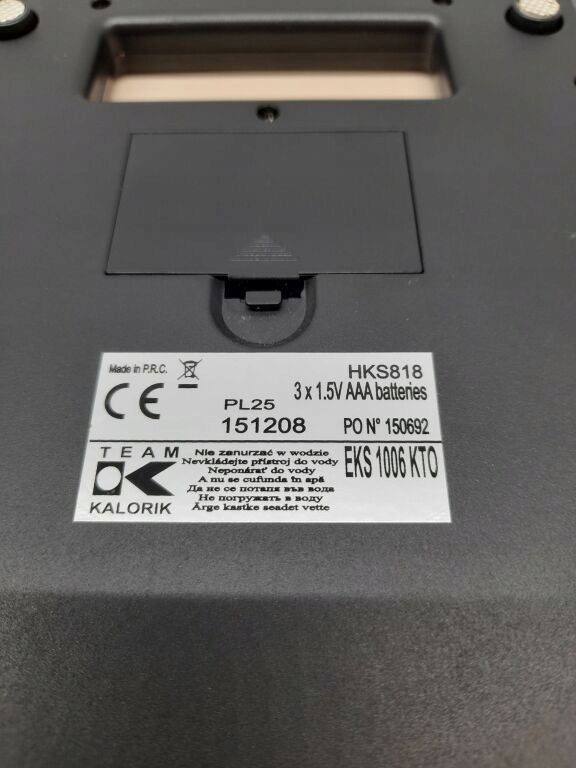 Made in P.R.C.
HKS818
3 x 1.5V AAA batteries
CE
PL25
151208
PO N° 150692
TEAM
K
KALORIK
Nie zanurzać w wodzie
Nevkládejte přístroj do vody
Neponárať do vody
A nu se cufunda în apă
Да не се потапя във вода
Не погружать в воду
Ärge kastke seadet vette
EKS 1006 KTO